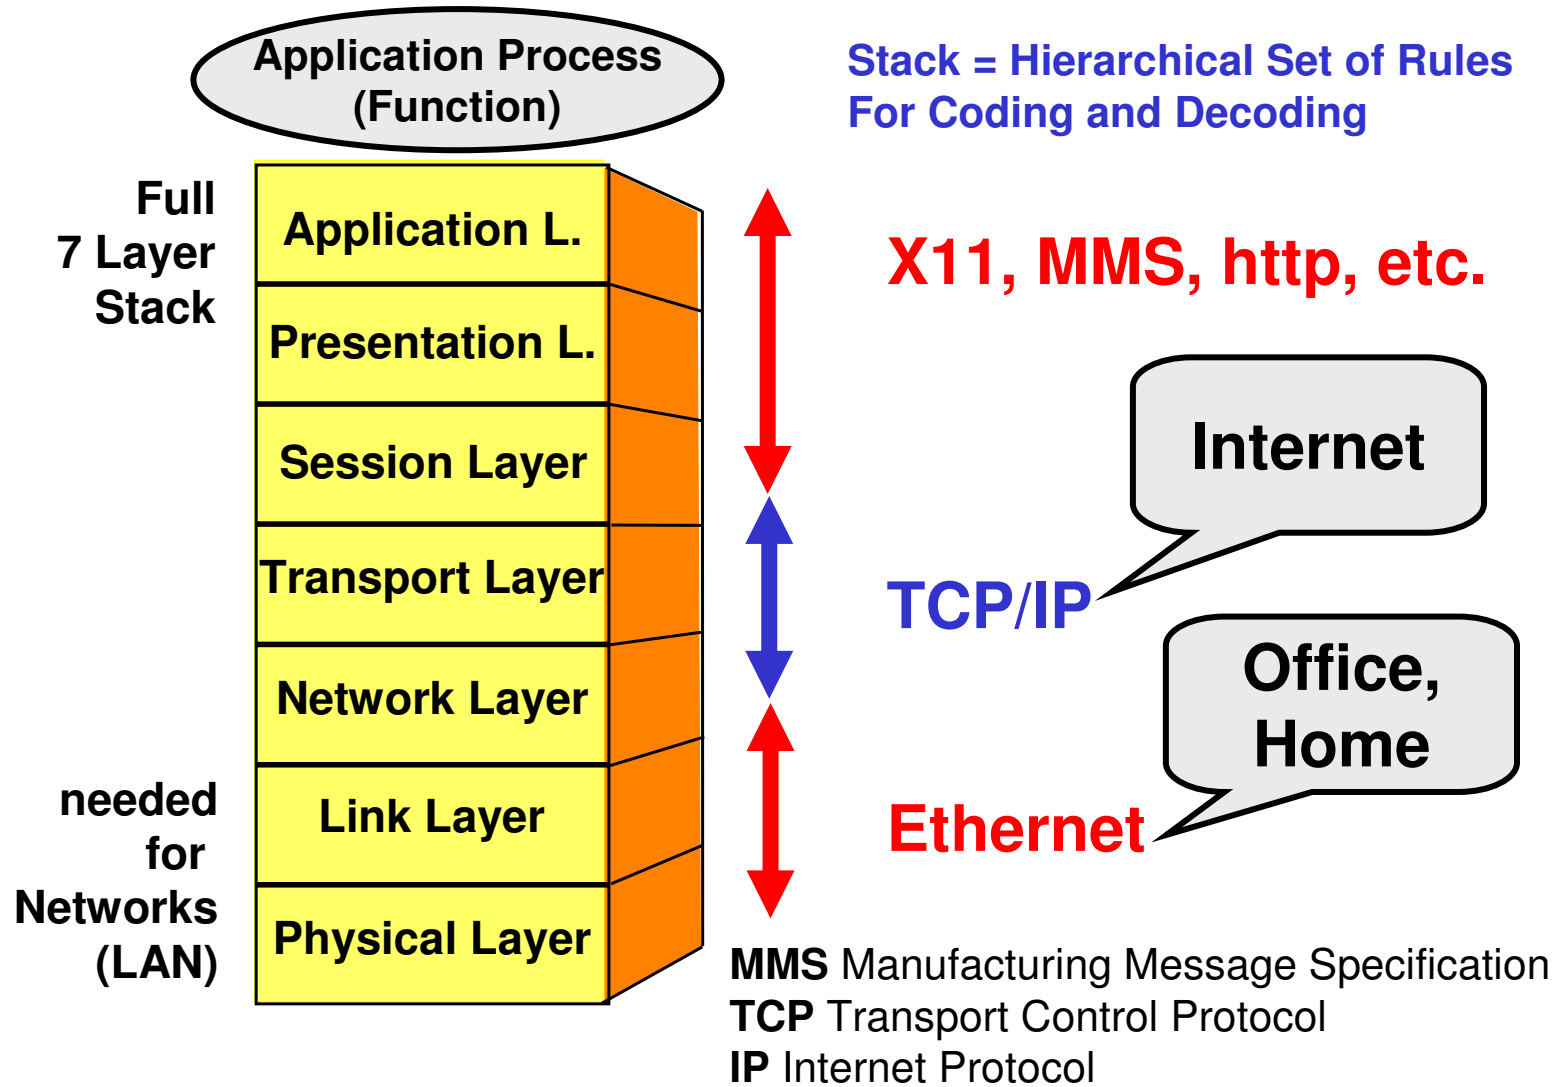 Application Process
(Function)
Stack = Hierarchical Set of Rules
For Coding and Decoding
Full
7 Layer
Stack
Application L.
Presentation L.
Session Layer
Transport Layer
Network Layer
Link Layer
Physical Layer
needed
for
Networks
(LAN)
X11, MMS, http, etc.
Internet
TCP/IP
Office,
Home
Ethernet
MMS Manufacturing Message Specification
TCP Transport Control Protocol
IP Internet Protocol